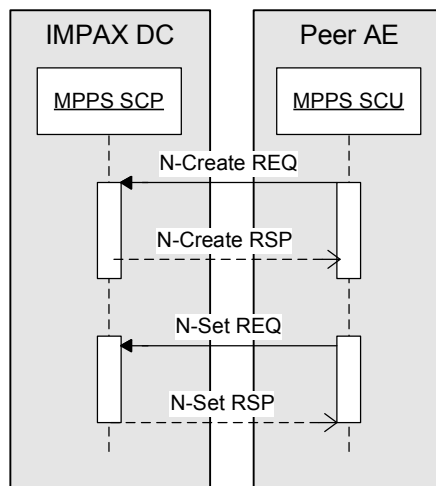 IMPAX DC
Peer AE
MPPS SCP
MPPS SCU
N-Create REQ
N-Create RSP
N-Set REQ
N-Set RSP